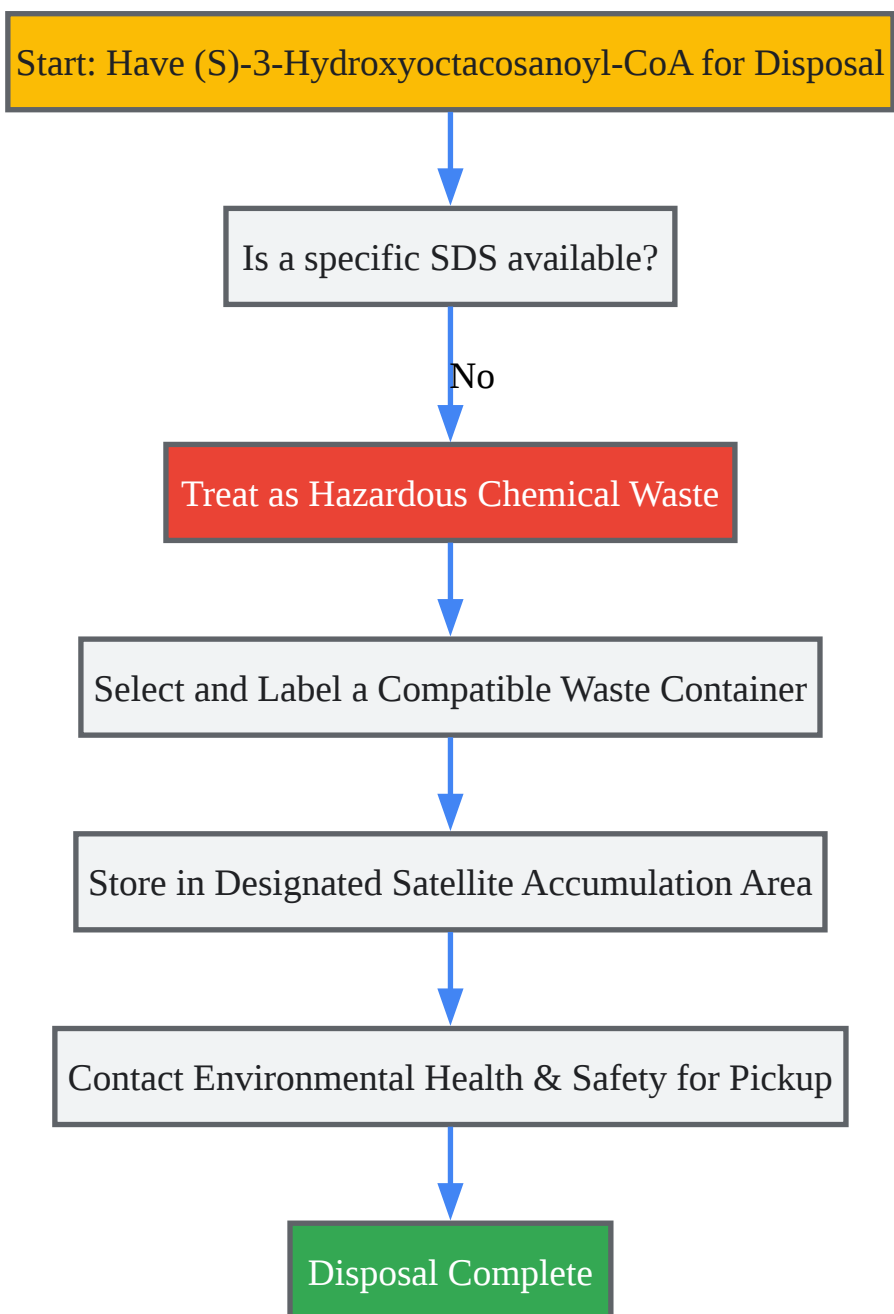 Start: Have (S)-3-Hydroxyoctacosanoyl-CoA for Disposal
Is a specific SDS available?
No
Treat as Hazardous Chemical Waste
Select and Label a Compatible Waste Container
Store in Designated Satellite Accumulation Area
Contact Environmental Health & Safety for Pickup
Disposal Complete